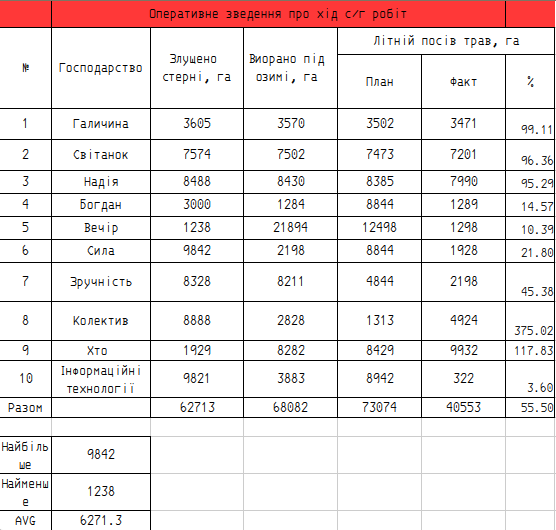 Оперативне зведення про хід с/г робіт
№ Господарство Злушено стерні, га Виорано під озимі, га Літній посів трав, га
План Факт %
1 Галичина 3605 3570 3502 3471 99.11
2 Світанок 7574 7502 7473 7201 96.36
3 Надія 8488 8430 8385 7990 95.29
4 Богдан 3000 1284 8844 1289 14.57
5 Вечір 1238 21894 12498 1298 10.39
6 Сила 9842 2198 8844 1928 21.80
7 Зручність 8328 8211 4844 2198 45.38
8 Колектив 8888 2828 1313 4924 375.02
9 Хто 1929 8282 8429 9932 117.83
10 Інформаційні технології 9821 3883 8942 322 3.60
Разом 62713 68082 73074 40553 55.50
Найбільше 9842
Найменше 1238
AVG 6271.3